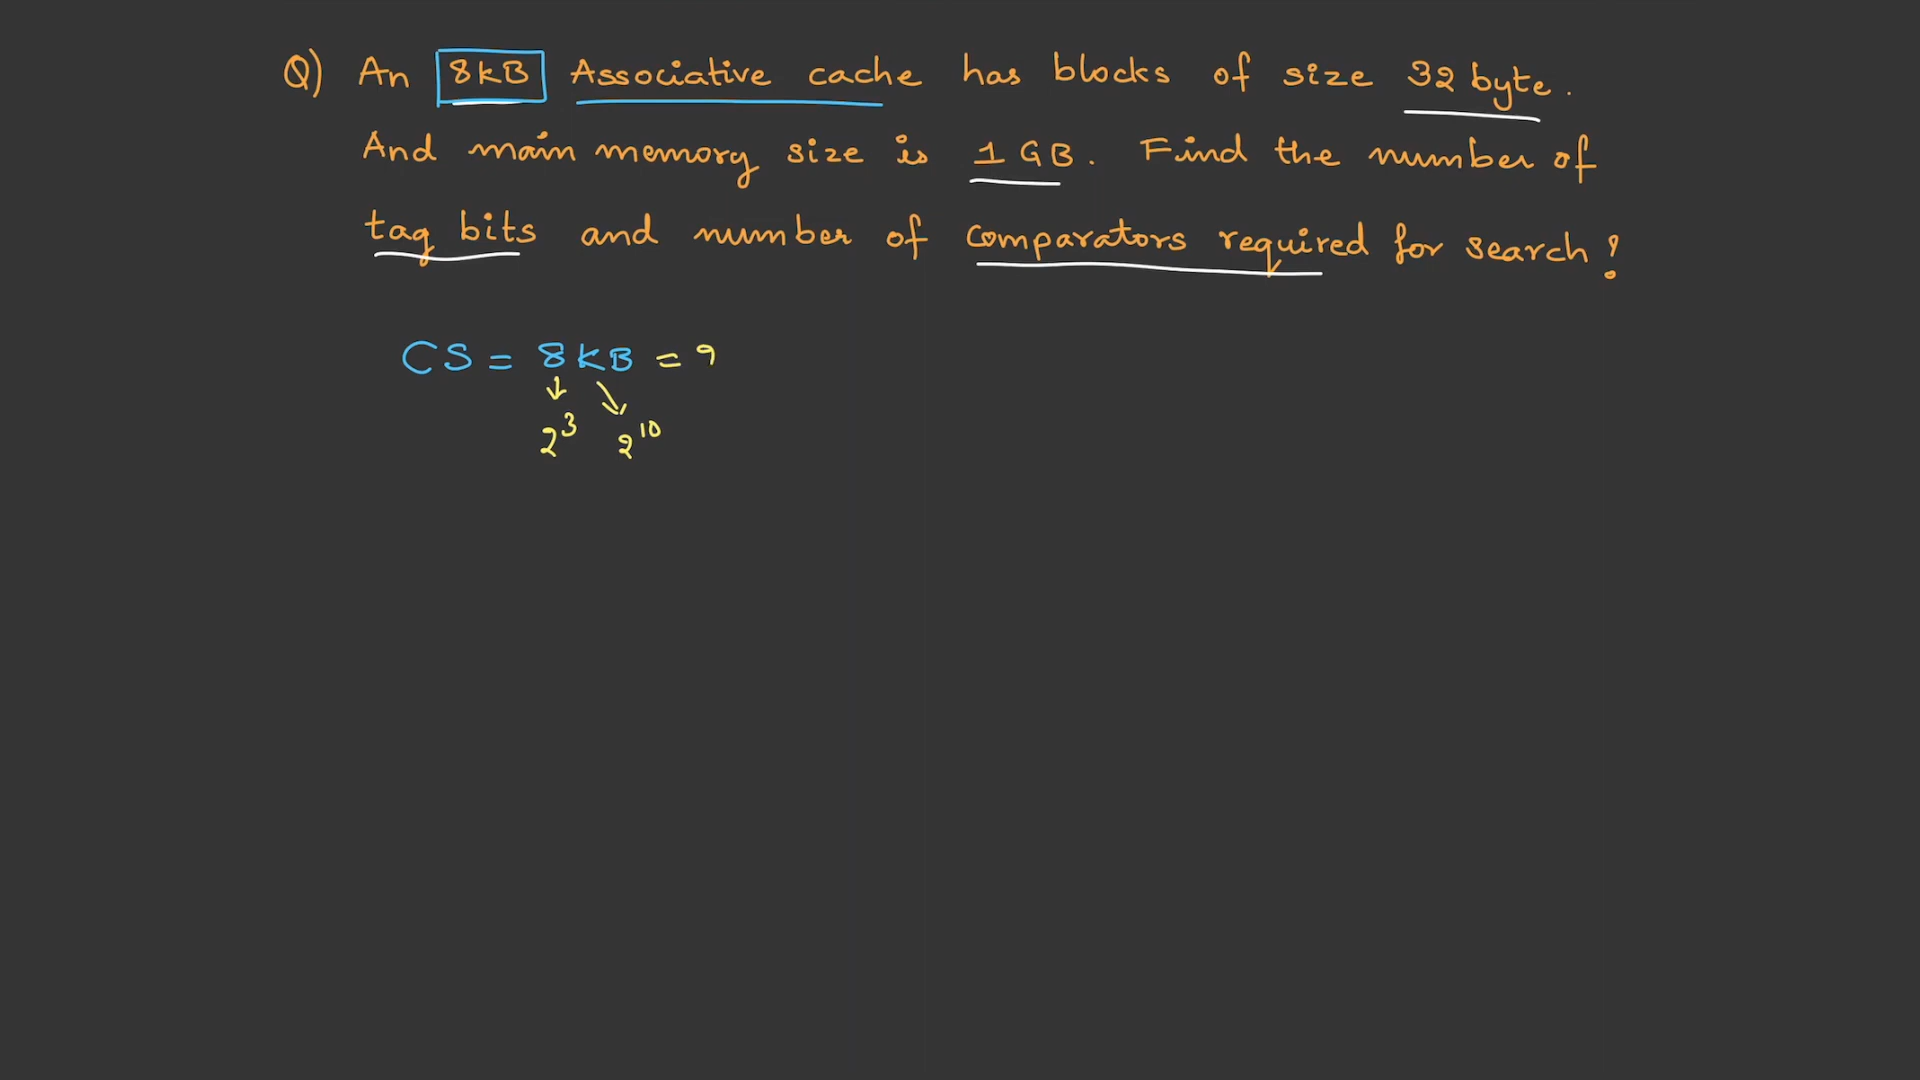 Q) An 8kB Associative cache has blocks of size 32 byte.
And main memory size is 1 GB. Find the number of
tag bits and number of comparators required for search?
CS = 8kB =
2^3 2^10